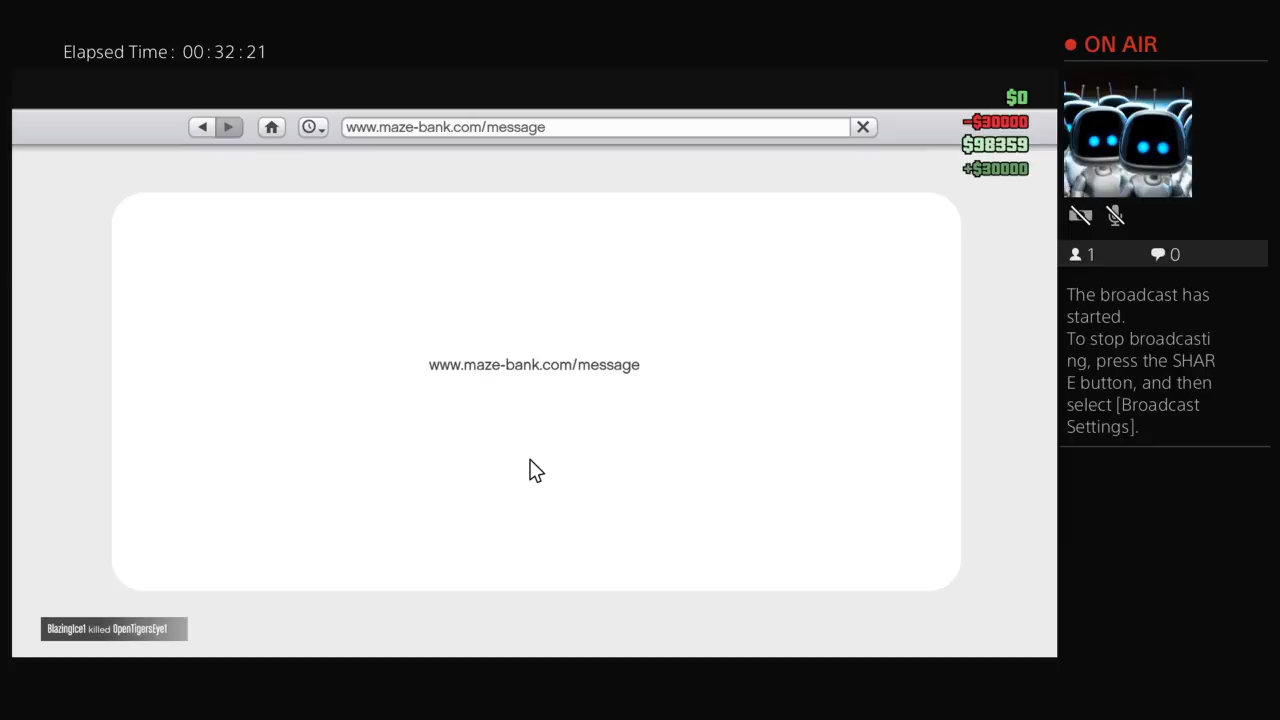 Elapsed Time: 00:32:21
ON AIR
www.maze-bank.com/message
$0
-$30000
$98359
+$30000
1
0
The broadcast has
started.
To stop broadcasti
ng, press the SHAR
E button, and then
select [Broadcast
Settings].
www.maze-bank.com/message
BlazingIce1 killed OpenTigersEye1